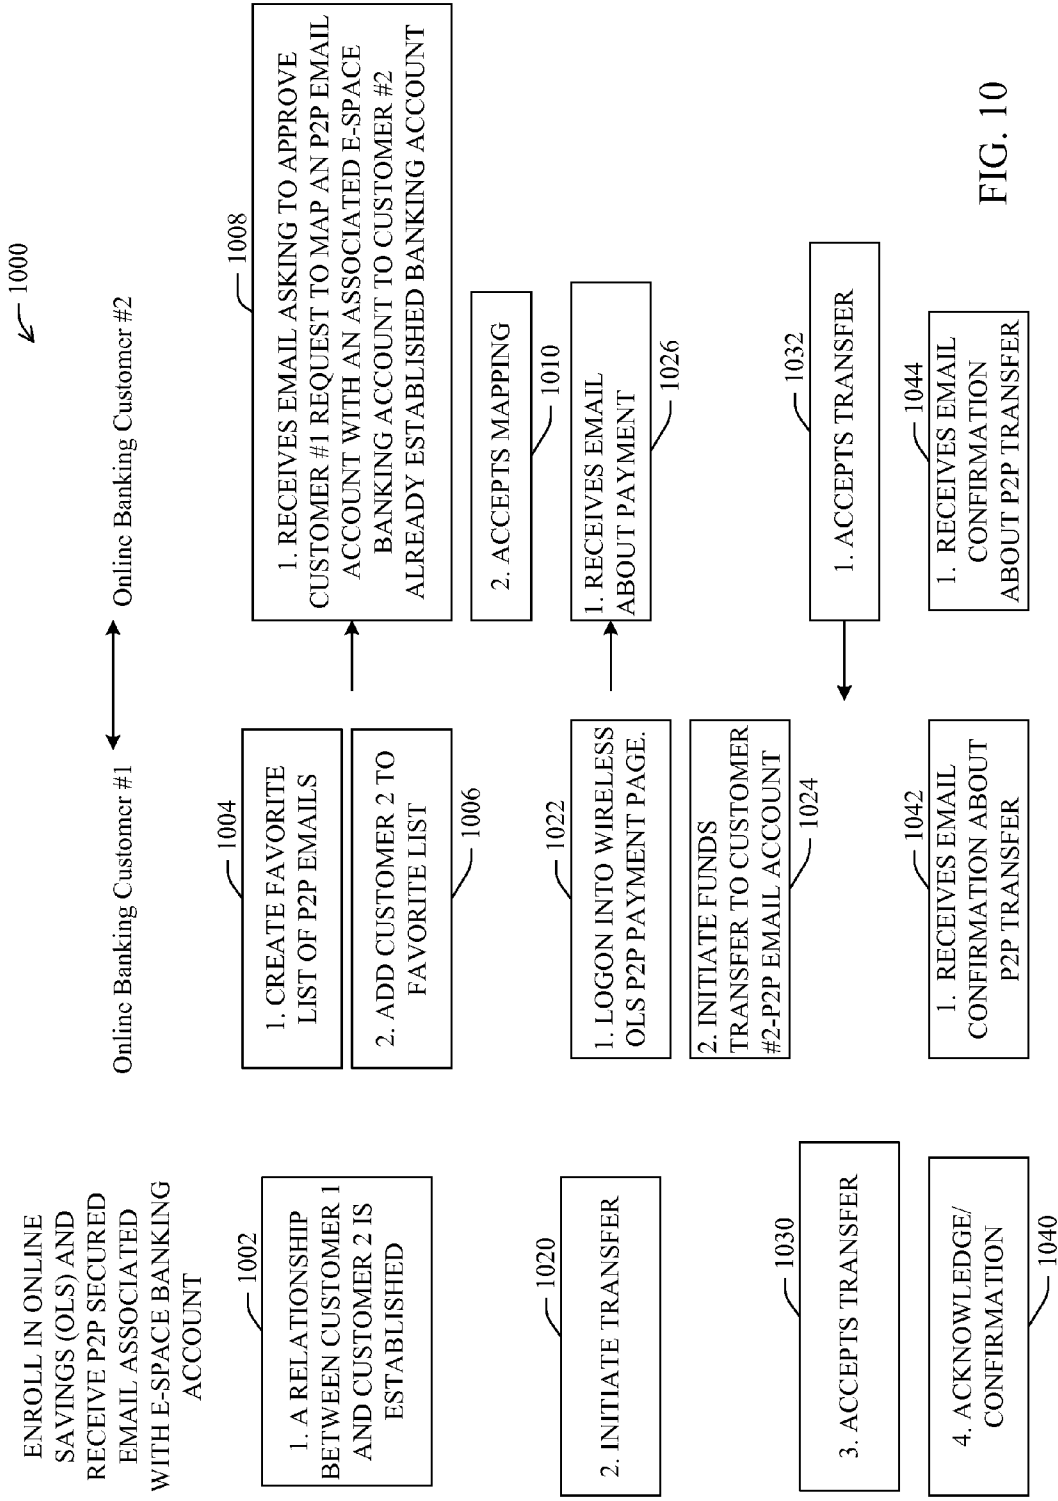 1000
ENROLL IN ONLINE
SAVINGS (OLS) AND
RECEIVE P2P SECURED
EMAIL ASSOCIATED
WITH E-SPACE BANKING
ACCOUNT
Online Banking Customer #1
Online Banking Customer #2
1002
1. A RELATIONSHIP
BETWEEN CUSTOMER 1
AND CUSTOMER 2 IS
ESTABLISHED
1004
1. CREATE FAVORITE
LIST OF P2P EMAILS
2. ADD CUSTOMER 2 TO
FAVORITE LIST
1006
1008
1. RECEIVES EMAIL ASKING TO APPROVE
CUSTOMER #1 REQUEST TO MAP AN P2P EMAIL
ACCOUNT WITH AN ASSOCIATED E-SPACE
BANKING ACCOUNT TO CUSTOMER #2
ALREADY ESTABLISHED BANKING ACCOUNT
2. ACCEPTS MAPPING
1010
1020
2. INITIATE TRANSFER
1022
1. LOGON INTO WIRELESS
OLS P2P PAYMENT PAGE.
2. INITIATE FUNDS
TRANSFER TO CUSTOMER
#2-P2P EMAIL ACCOUNT
1024
1. RECEIVES EMAIL
ABOUT PAYMENT
1026
1030
3. ACCEPTS TRANSFER
1032
1. ACCEPTS TRANSFER
4. ACKNOWLEDGE/
CONFIRMATION
1040
1042
1. RECEIVES EMAIL
CONFIRMATION ABOUT
P2P TRANSFER
1044
1. RECEIVES EMAIL
CONFIRMATION
ABOUT P2P TRANSFER
FIG. 10